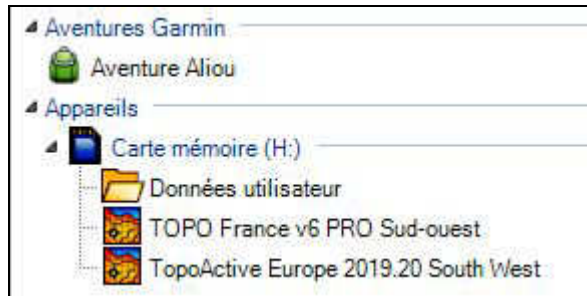 Aventures Garmin
Aventure Aliou
Appareils
Carte mémoire (H:)
Données utilisateur
TOPO France v6 PRO Sud-ouest
TopoActive Europe 2019.20 South West